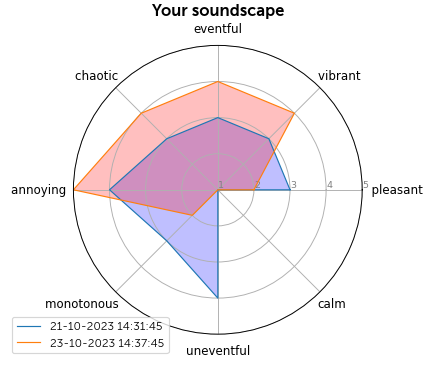 Your soundscape
eventful
chaotic
vibrant
annoying
1
2
3
4
5
pleasant
monotonous
calm
21-10-2023 14:31:45
23-10-2023 14:37:45
uneventful